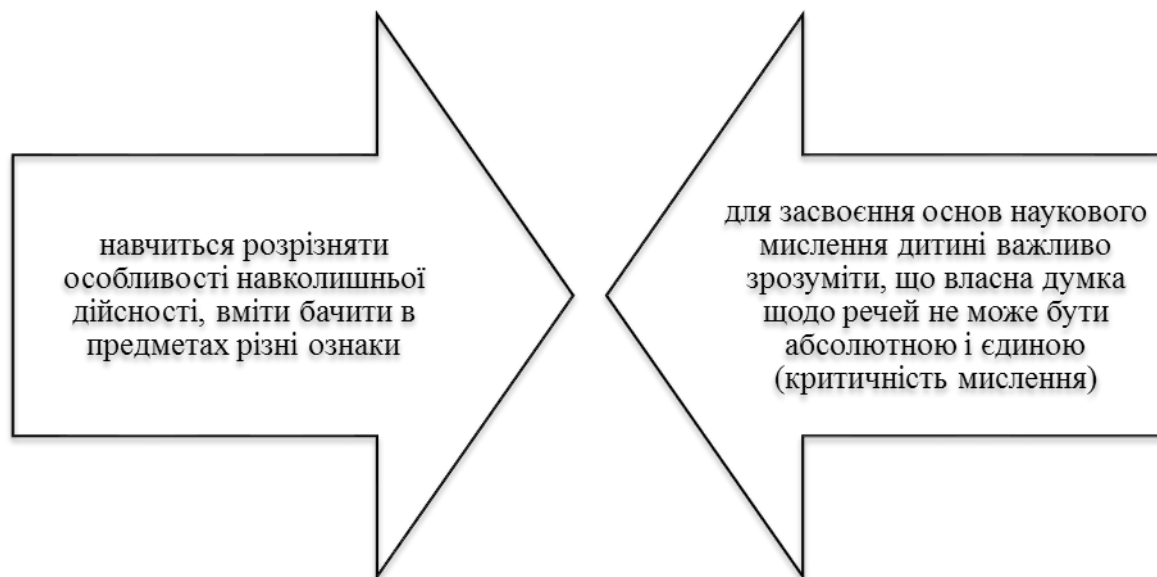 навчиться розрізняти
особливості навколишньої
дійсності, вміти бачити в
предметах різні ознаки
для засвоєння основ наукового
мислення дитині важливо
зрозуміти, що власна думка
щодо речей не може бути
абсолютною і єдиною
(критичність мислення)